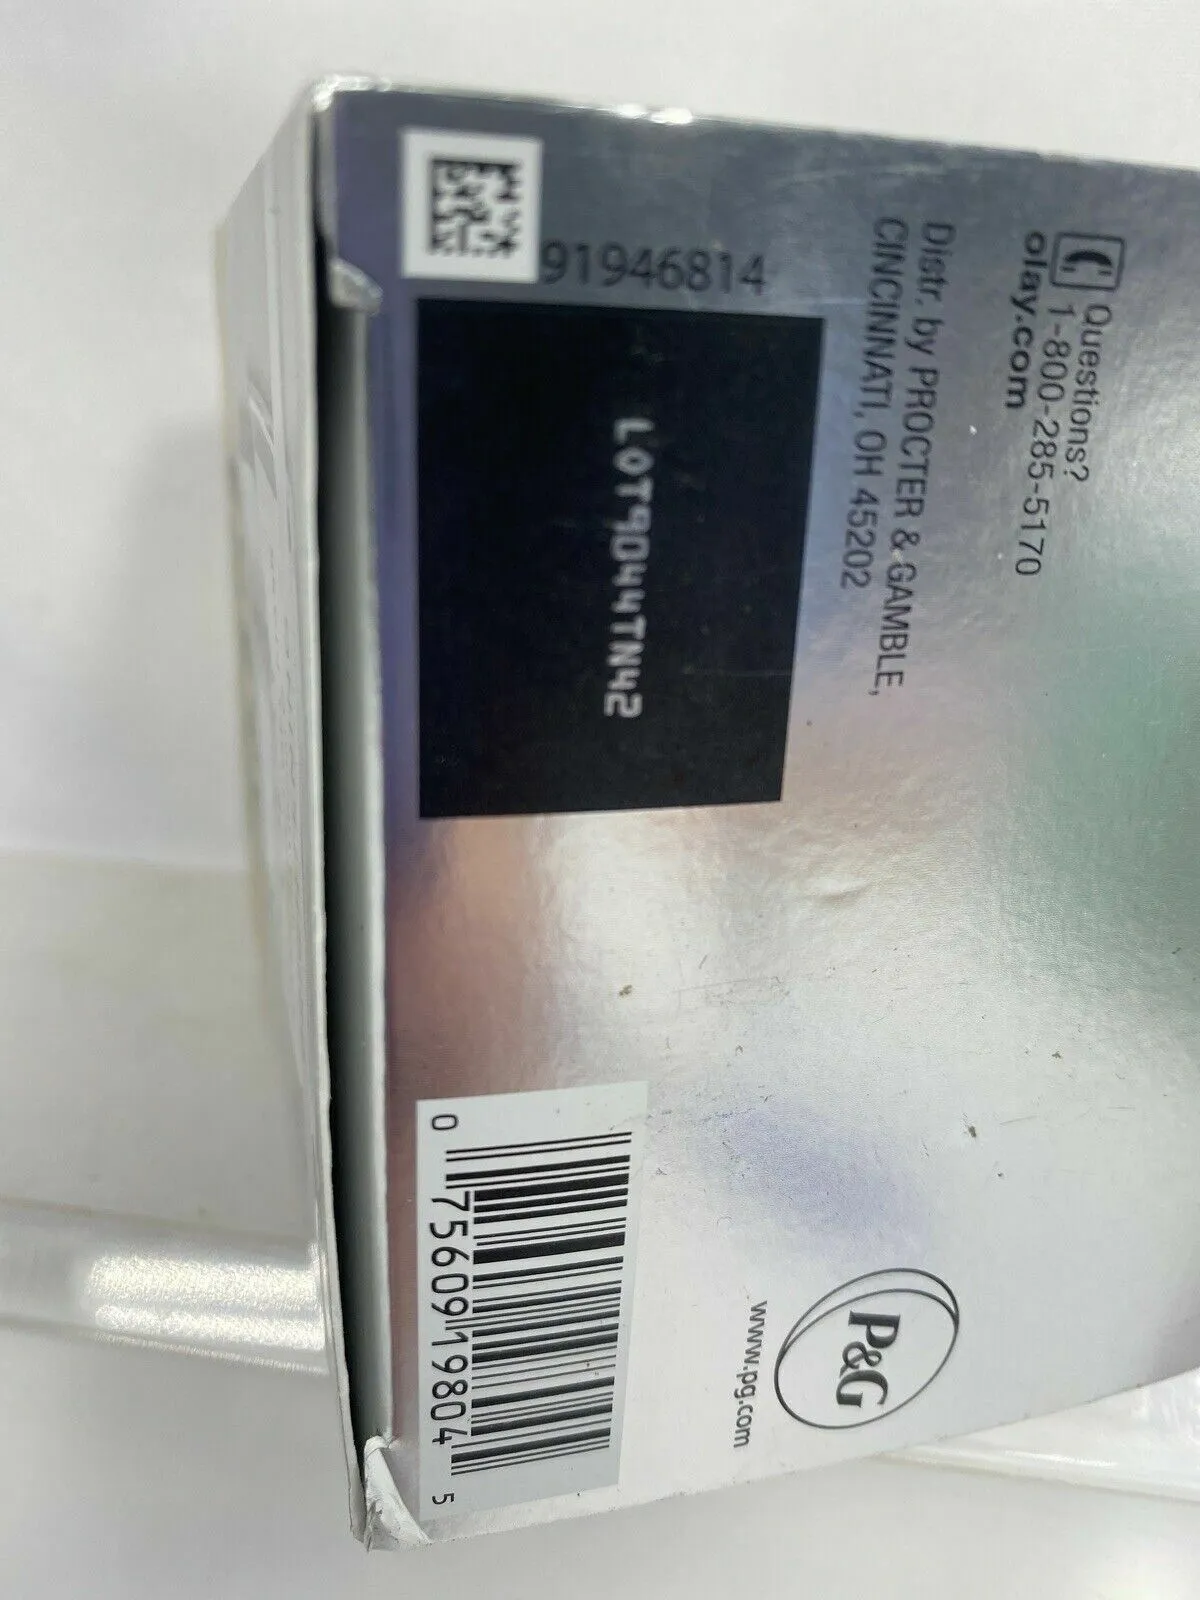 Questions?
1-800-285-5170
olay.com
Distr. by PROCTER & GAMBLE,
CINCINNATI, OH 45202
91946814
LOT9044TN42
P&G
www.pg.com
0 75609 19804 5